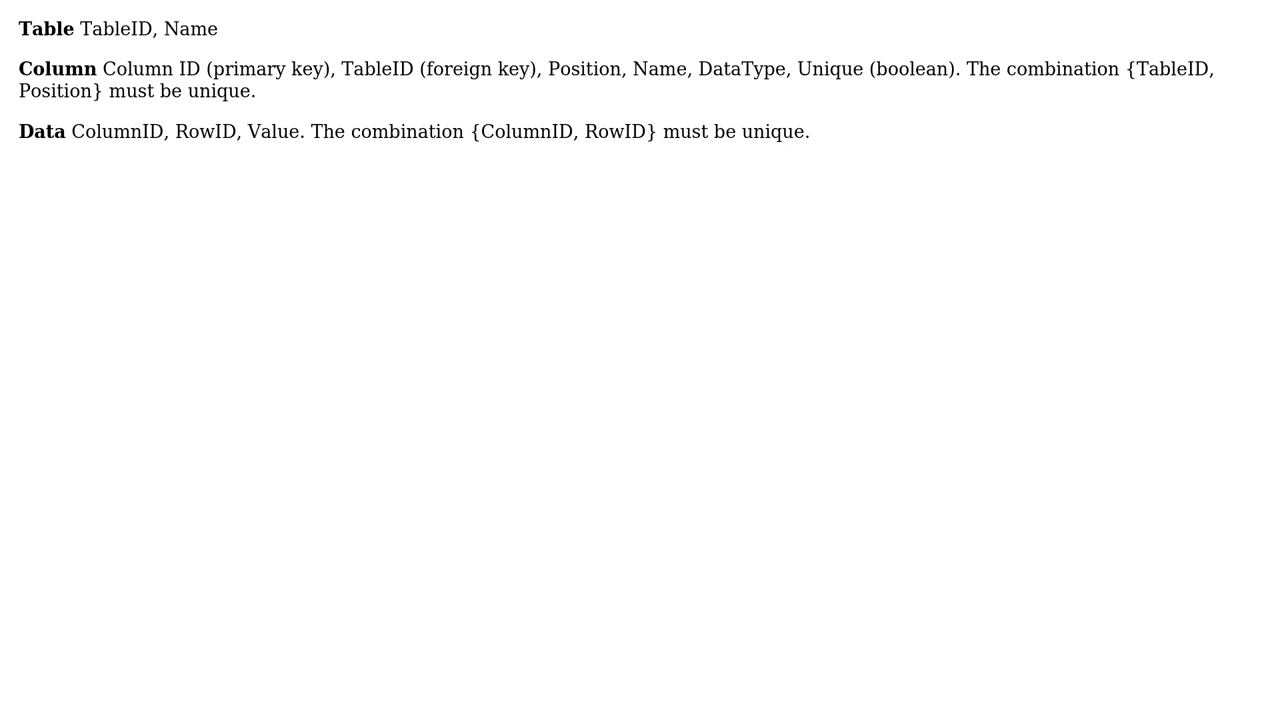 Table TableID, Name
Column Column ID (primary key), TableID (foreign key), Position, Name, DataType, Unique (boolean). The combination {TableID,
Position} must be unique.
Data ColumnID, RowID, Value. The combination {ColumnID, RowID} must be unique.